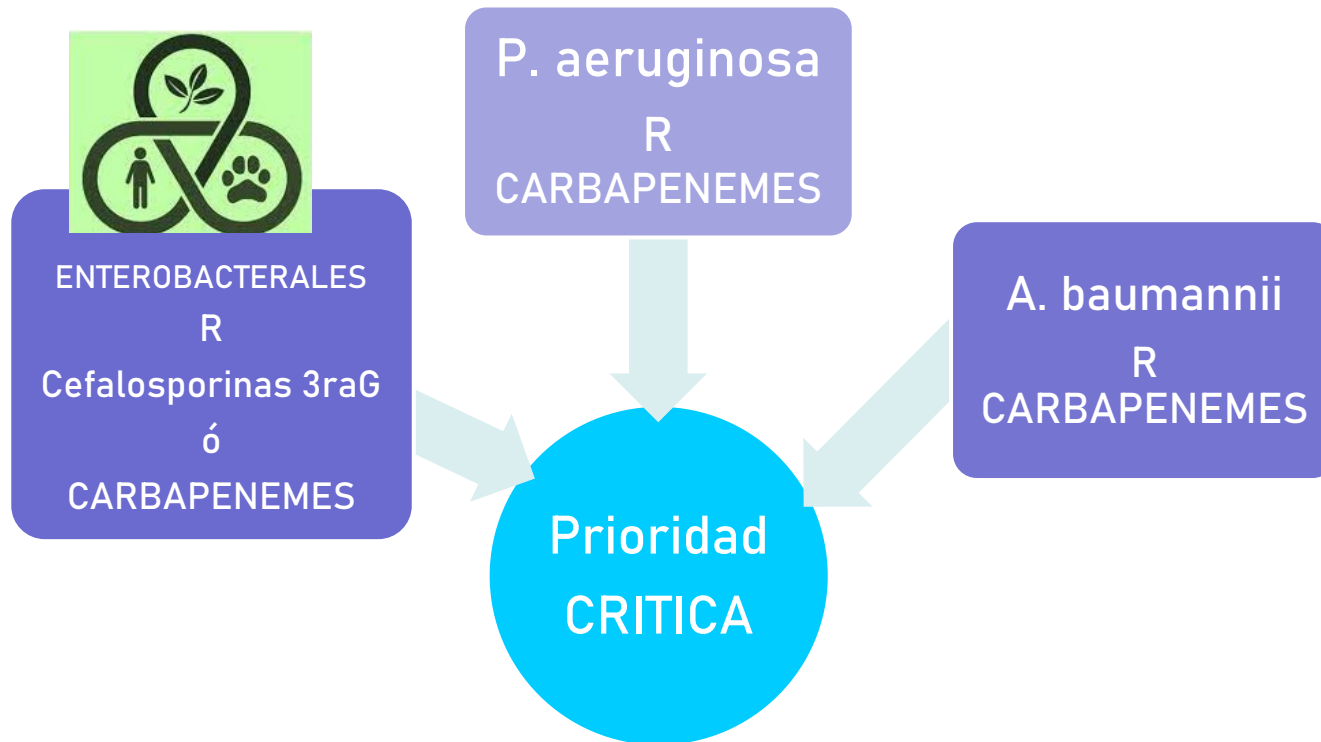 ENTEROBACTERALES
R
Cefalosporinas 3raG
ó
CARBAPENEMES
P. aeruginosa
R
CARBAPENEMES
A. baumannii
R
CARBAPENEMES
Prioridad
CRITICA